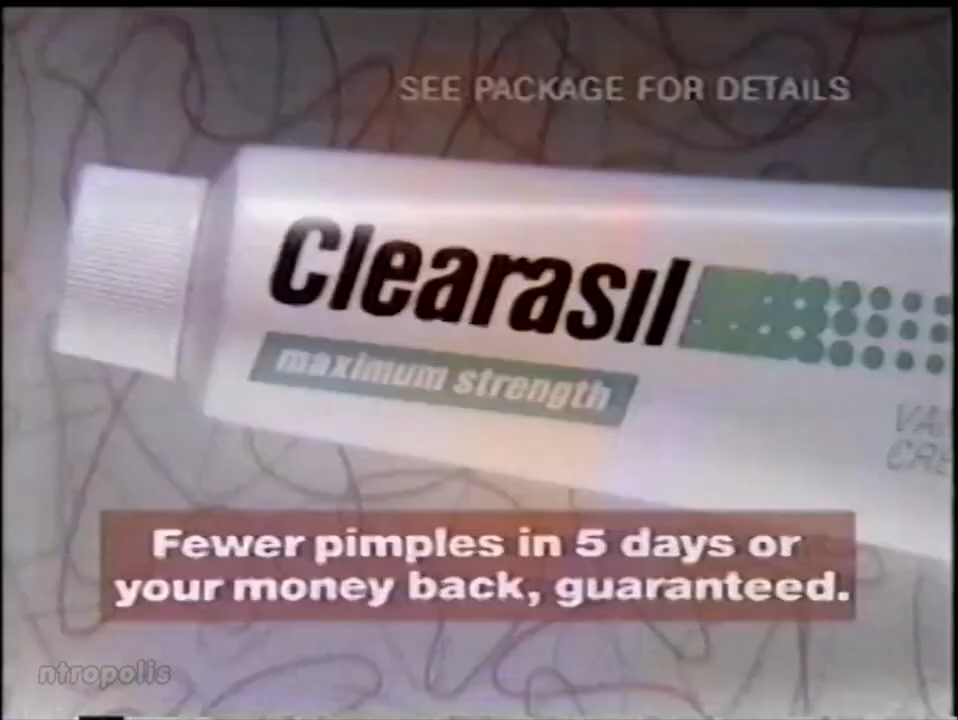 SEE PACKAGE FOR DETAILS
Clearasil
maximum strength
Fewer pimples in 5 days or
your money back, guaranteed.
ntropolis